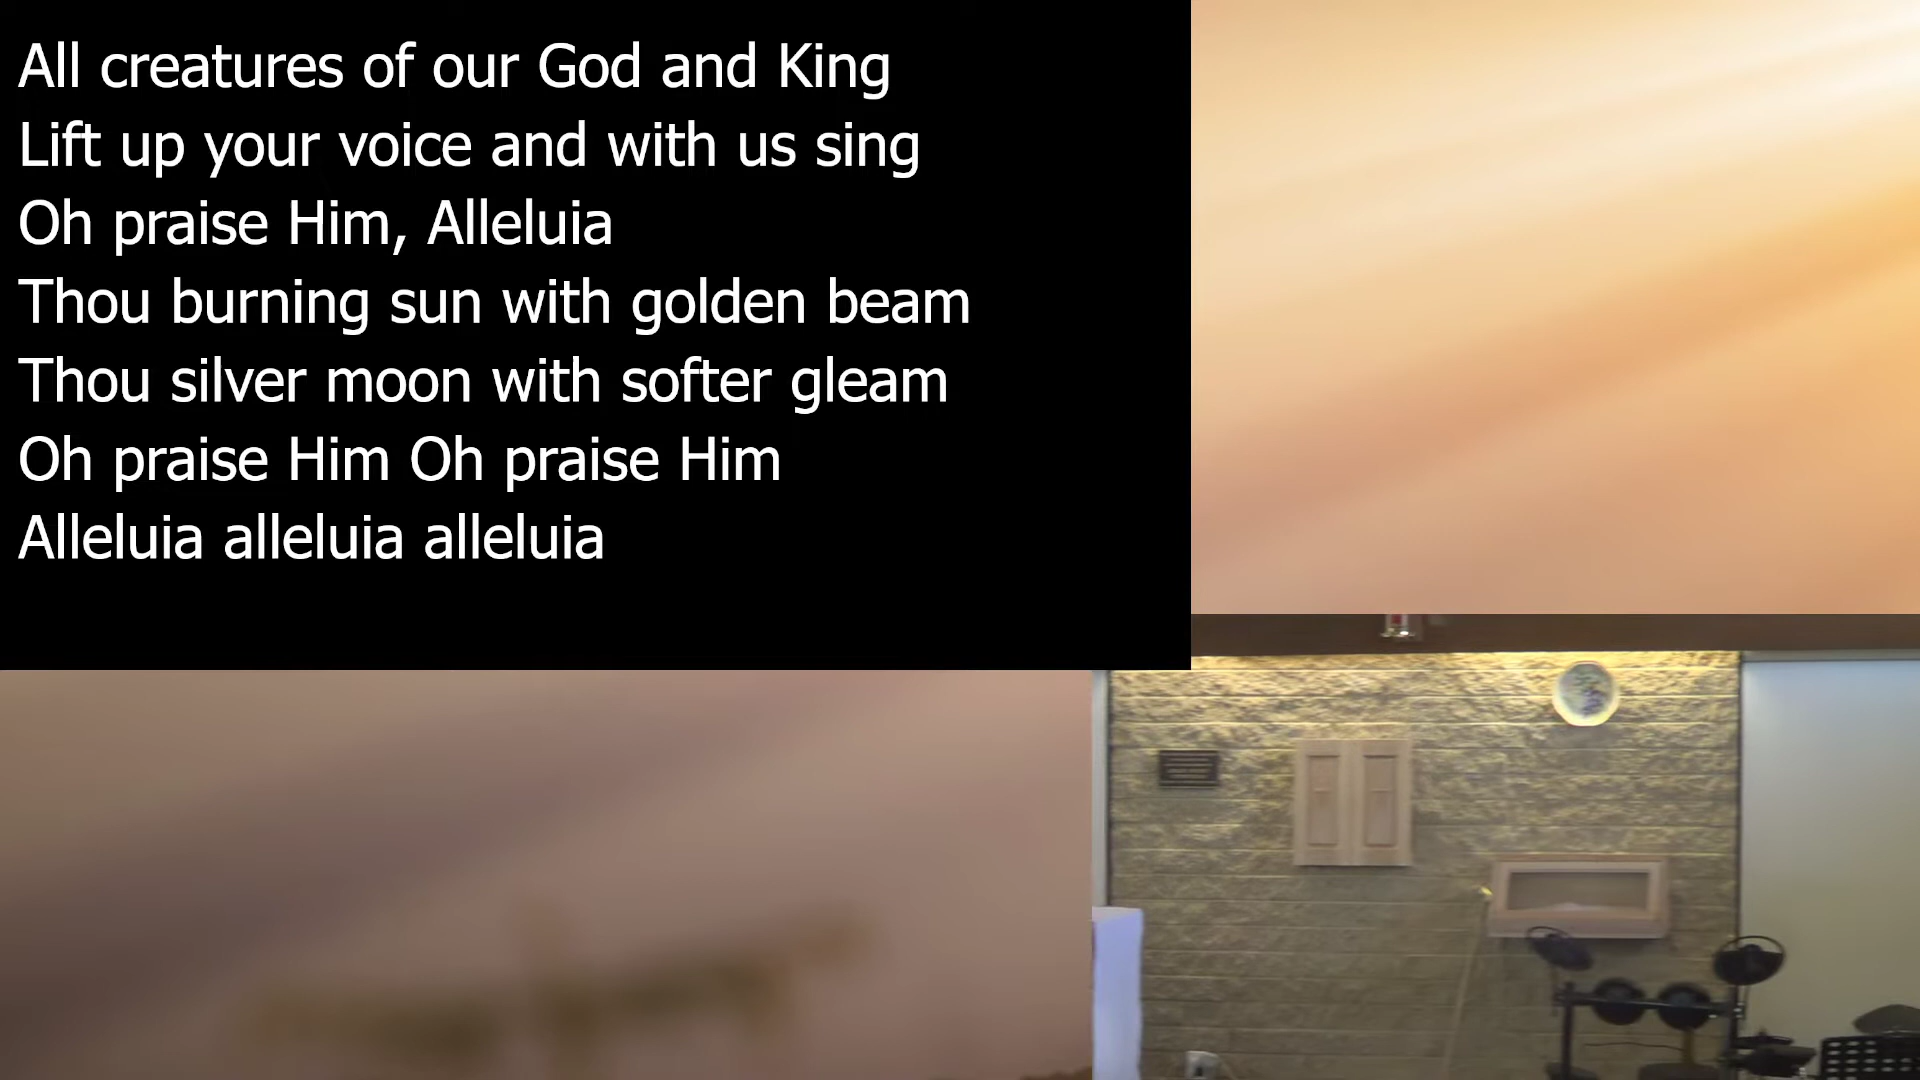 All creatures of our God and King
Lift up your voice and with us sing
Oh praise Him, Alleluia
Thou burning sun with golden beam
Thou silver moon with softer gleam
Oh praise Him Oh praise Him
Alleluia alleluia alleluia